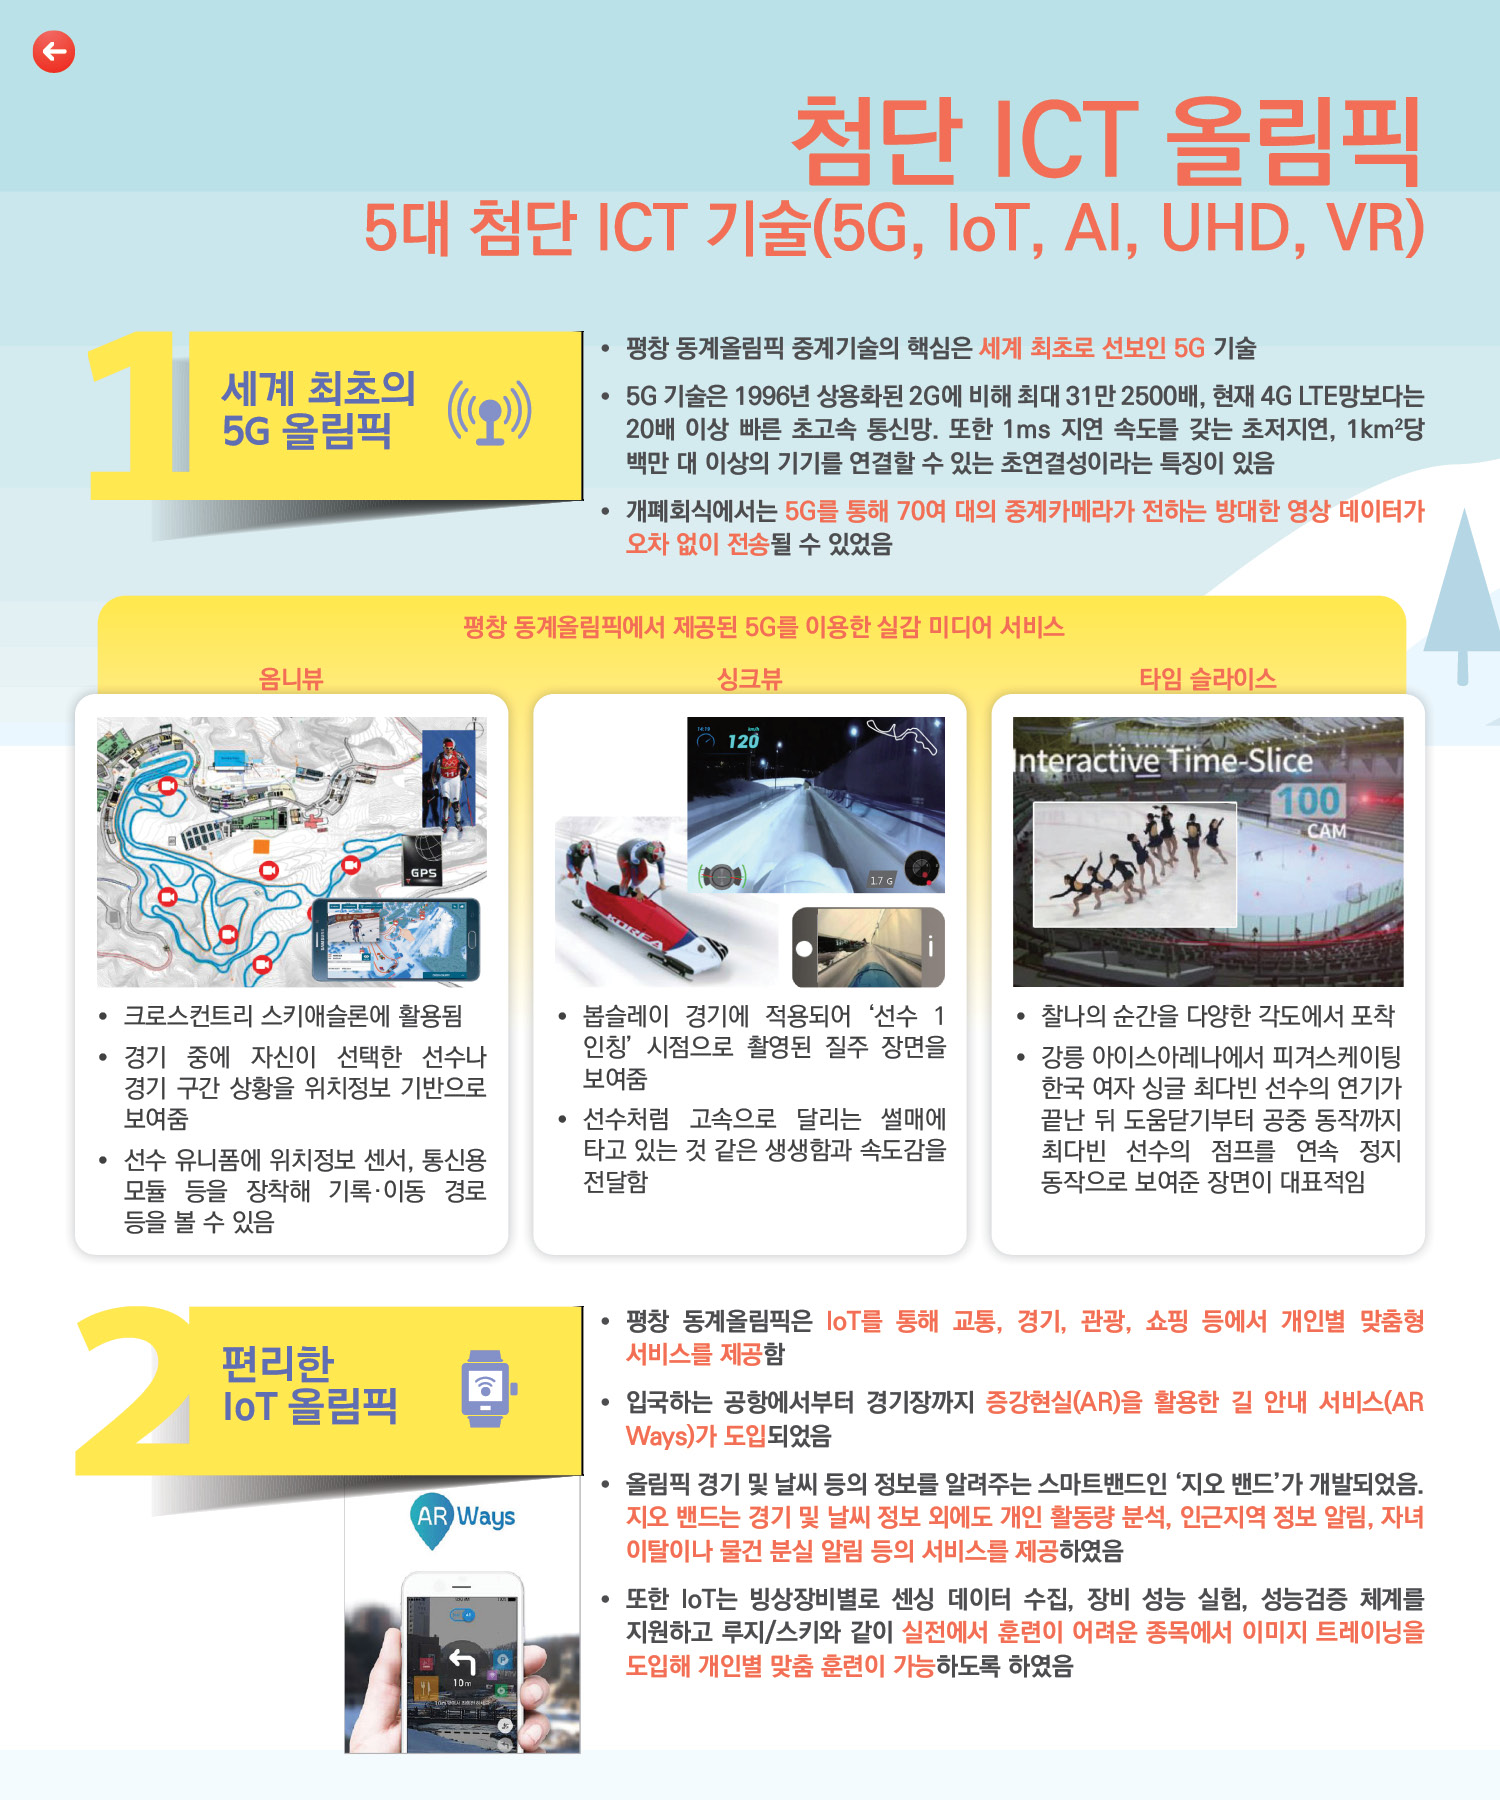 첨단 ICT 올림픽
5대 첨단 ICT 기술(5G, IoT, AI, UHD, VR)
1
세계 최초의
5G 올림픽
• 평창 동계올림픽 중계기술의 핵심은 세계 최초로 선보인 5G 기술
• 5G 기술은 1996년 상용화된 2G에 비해 최대 31만 2500배, 현재 4G LTE망보다는
20배 이상 빠른 초고속 통신망. 또한 1ms 지연 속도를 갖는 초저지연, 1km²당
백만 대 이상의 기기를 연결할 수 있는 초연결성이라는 특징이 있음
• 개폐회식에서는 5G를 통해 70여 대의 중계카메라가 전하는 방대한 영상 데이터가
오차 없이 전송될 수 있었음
평창 동계올림픽에서 제공된 5G를 이용한 실감 미디어 서비스
옴니뷰
GPS
• 크로스컨트리 스키애슬론에 활용됨
• 경기 중에 자신이 선택한 선수나
경기 구간 상황을 위치정보 기반으로
보여줌
• 선수 유니폼에 위치정보 센서, 통신용
모듈 등을 장착해 기록·이동 경로
등을 볼 수 있음
싱크뷰
120
km/h
1.7 G
KOREA
• 봅슬레이 경기에 적용되어 ‘선수 1
인칭’ 시점으로 촬영된 질주 장면을
보여줌
• 선수처럼 고속으로 달리는 썰매에
타고 있는 것 같은 생생함과 속도감을
전달함
타임 슬라이스
Interactive Time-Slice
100
CAM
• 찰나의 순간을 다양한 각도에서 포착
• 강릉 아이스아레나에서 피겨스케이팅
한국 여자 싱글 최다빈 선수의 연기가
끝난 뒤 도움닫기부터 공중 동작까지
최다빈 선수의 점프를 연속 정지
동작으로 보여준 장면이 대표적임
2
편리한
IoT 올림픽
AR Ways
10m
• 평창 동계올림픽은 IoT를 통해 교통, 경기, 관광, 쇼핑 등에서 개인별 맞춤형
서비스를 제공함
• 입국하는 공항에서부터 경기장까지 증강현실(AR)을 활용한 길 안내 서비스(AR
Ways)가 도입되었음
• 올림픽 경기 및 날씨 등의 정보를 알려주는 스마트밴드인 ‘지오 밴드’가 개발되었음.
지오 밴드는 경기 및 날씨 정보 외에도 개인 활동량 분석, 인근지역 정보 알림, 자녀
이탈이나 물건 분실 알림 등의 서비스를 제공하였음
• 또한 IoT는 빙상장비별로 센싱 데이터 수집, 장비 성능 실험, 성능검증 체계를
지원하고 루지/스키와 같이 실전에서 훈련이 어려운 종목에서 이미지 트레이닝을
도입해 개인별 맞춤 훈련이 가능하도록 하였음